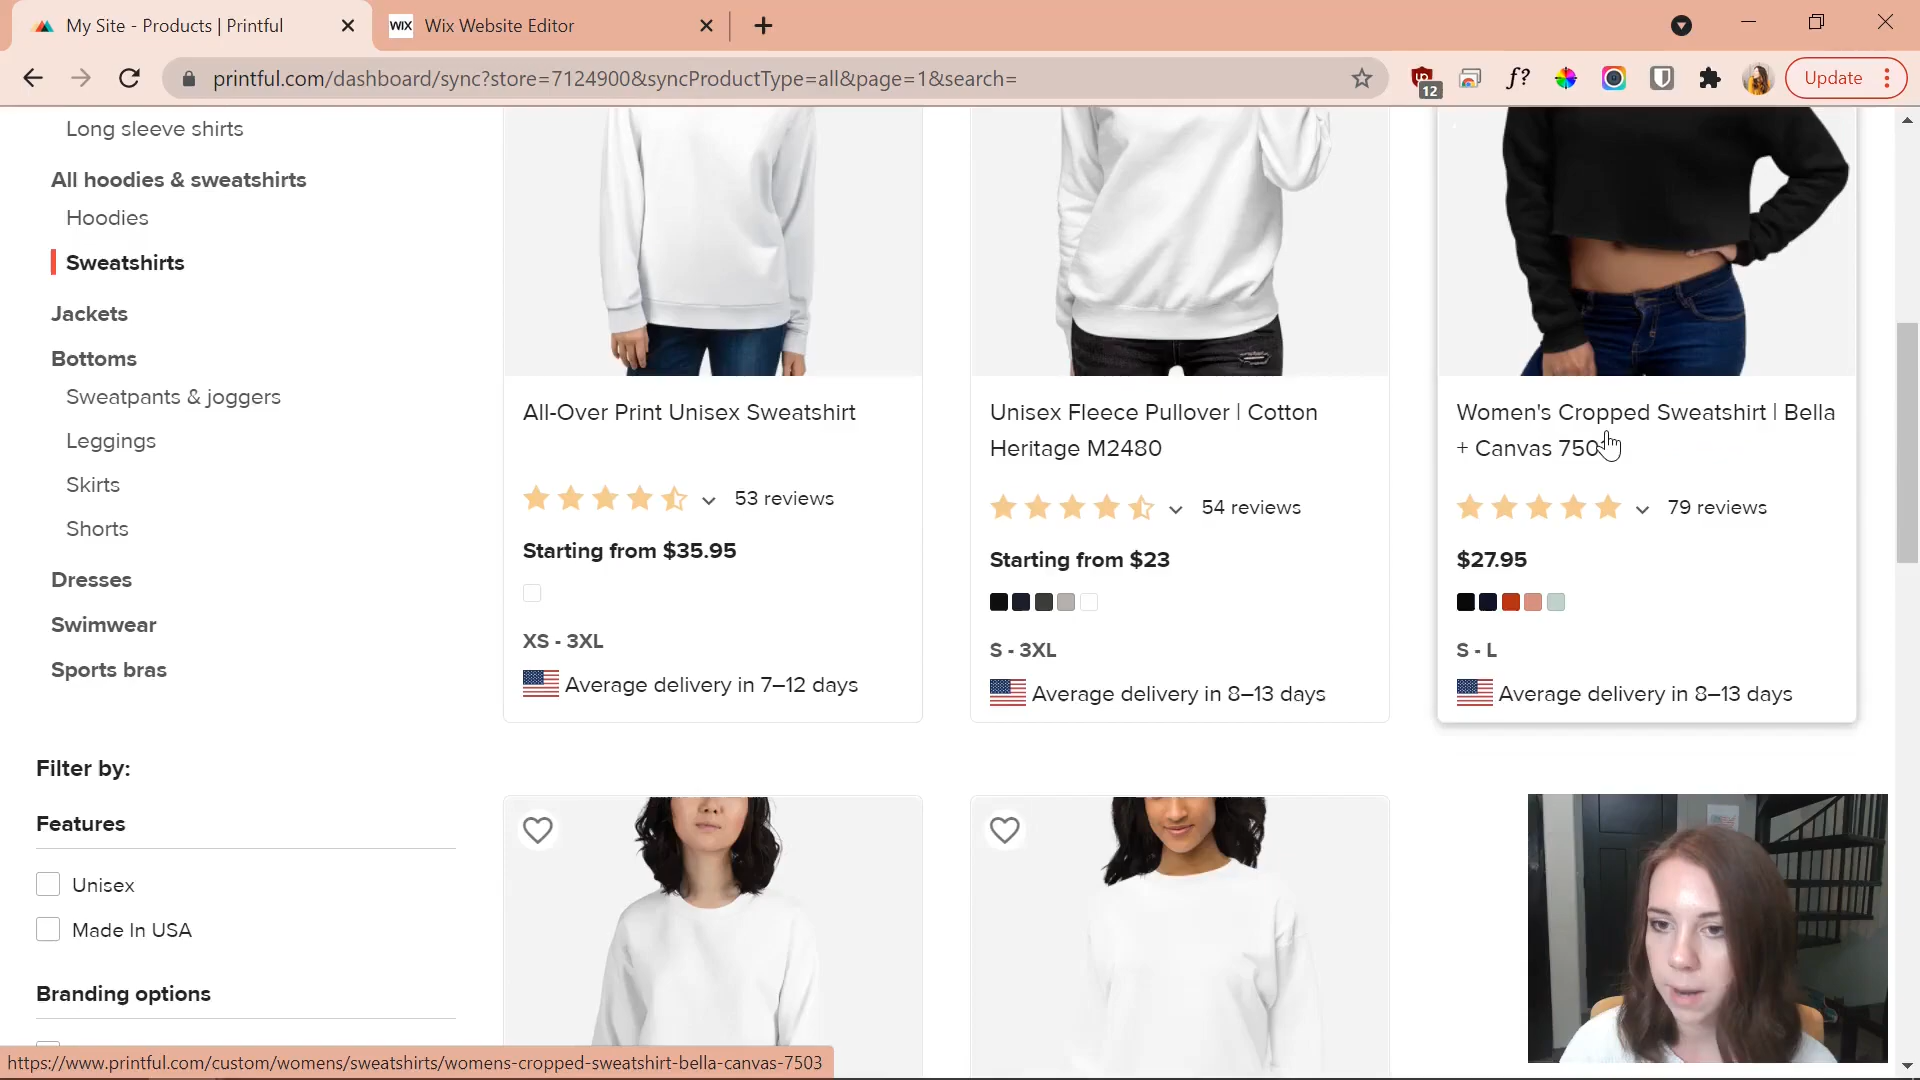 My Site - Products | Printful
WIX
Wix Website Editor
printful.com/dashboard/sync?store=7124900&syncProductType=all&page=1&search=
12
f?
Update
Long sleeve shirts
All hoodies & sweatshirts
Hoodies
Sweatshirts
Jackets
Bottoms
Sweatpants & joggers
Leggings
Skirts
Shorts
Dresses
Swimwear
Sports bras
Filter by:
Features
Unisex
Made In USA
Branding options
All-Over Print Unisex Sweatshirt
53 reviews
Starting from $35.95
XS - 3XL
Average delivery in 7–12 days
Unisex Fleece Pullover | Cotton
Heritage M2480
54 reviews
Starting from $23
S - 3XL
Average delivery in 8–13 days
Women's Cropped Sweatshirt | Bella
+ Canvas
79 reviews
$27.95
S - L
Average delivery in 8–13 days
https://www.printful.com/custom/womens/sweatshirts/womens-cropped-sweatshirt-bella-canvas-7503